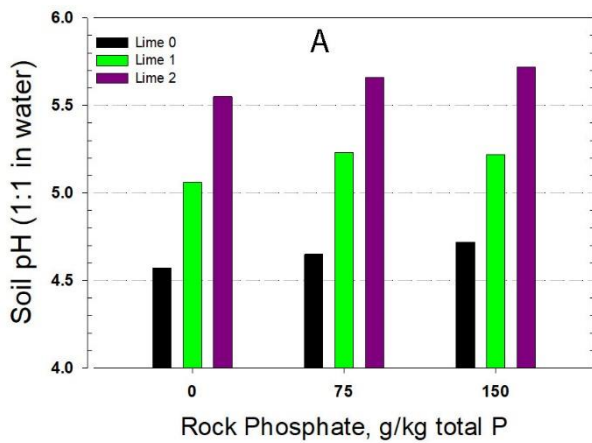 A
Lime 0
Lime 1
Lime 2
6.0
5.5
5.0
4.5
4.0
Soil pH (1:1 in water)
0 75 150
Rock Phosphate, g/kg total P